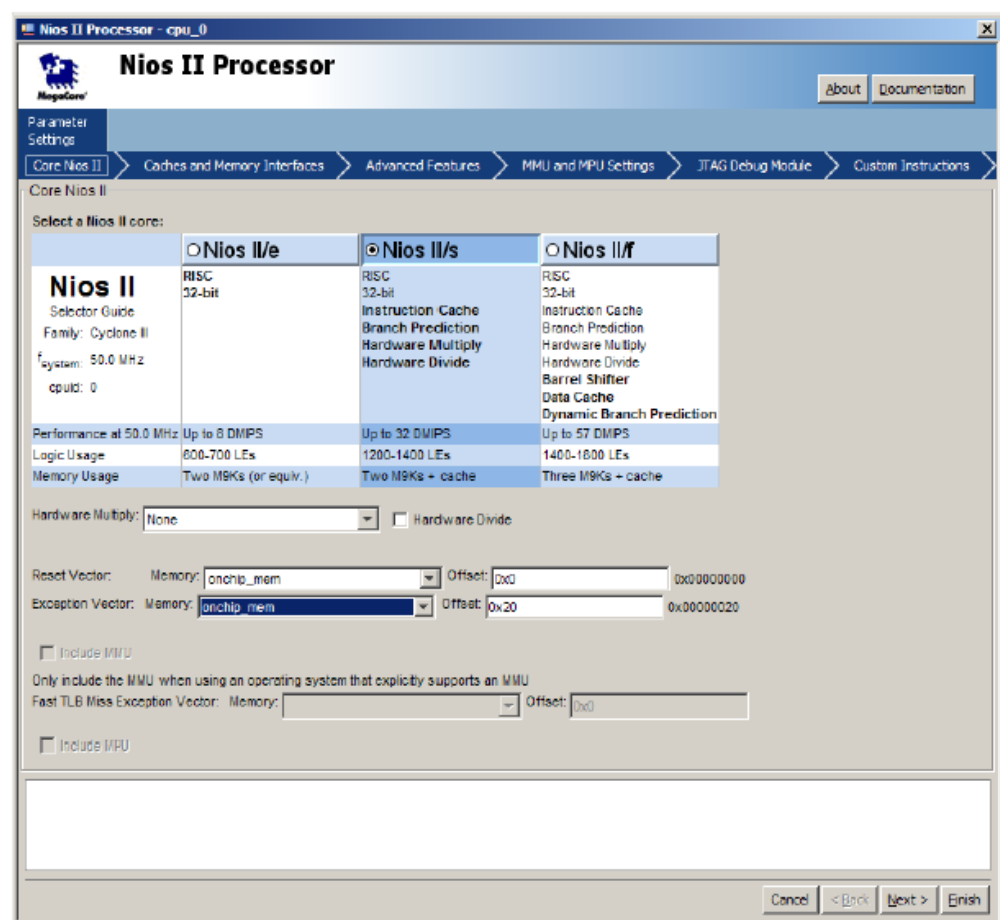 Nios II Processor - cpu_0
MegaCore'
Nios II Processor
About
Documentation
Parameter
Settings
Core Nios II
Caches and Memory Interfaces
Advanced Features
MMU and MPU Settings
JTAG Debug Module
Custom Instructions
Core Nios II
Select a Nios II core:
Nios II/e
Nios II/s
Nios II/f
Nios II
Selector Guide
Family: Cyclone III
fsystem: 50.0 MHz
cpuid: 0
RISC
32-bit
RISC
32-bit
Instruction Cache
Branch Prediction
Hardware Multiply
Hardware Divide
RISC
32-bit
Instruction Cache
Branch Prediction
Hardware Multiply
Hardware Divide
Barrel Shifter
Data Cache
Dynamic Branch Prediction
Performance at 50.0 MHz Up to 8 DMIPS Up to 32 DMIPS Up to 57 DMIPS
Logic Usage 600-700 LEs 1200-1400 LEs 1400-1800 LEs
Memory Usage Two M9Ks (or equiv.) Two M9Ks + cache Three M9Ks + cache
Hardware Multiply: None Hardware Divide
Reset Vector: Memory: onchip_mem Offset: 0x0 0x00000000
Exception Vector: Memory: onchip_mem Offset: 0x20 0x00000020
Include MMU
Only include the MMU when using an operating system that explicitly supports an MMU
Fast TLB Miss Exception Vector: Memory: Offset: 0x0
Include MPU
Cancel < Back Next > Finish